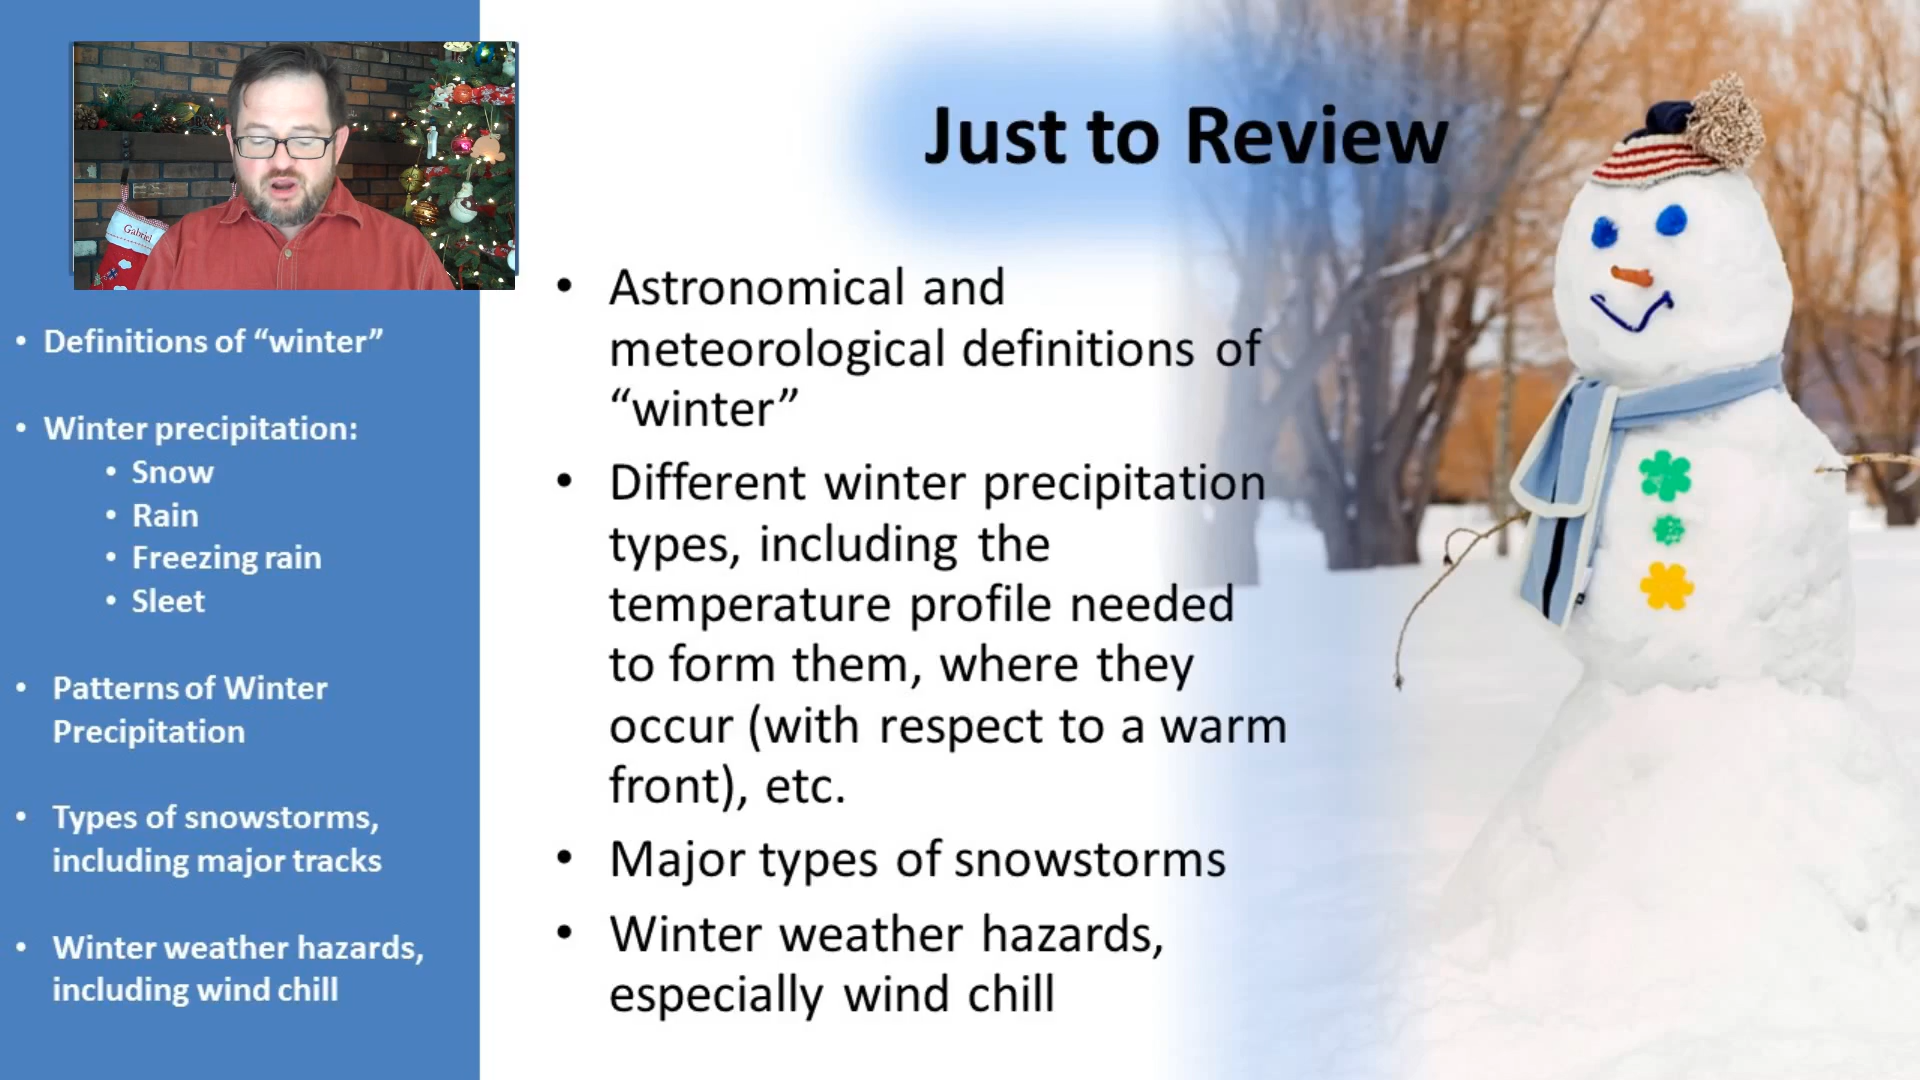 Gabriel
• Definitions of “winter”
• Winter precipitation:
• Snow
• Rain
• Freezing rain
• Sleet
• Patterns of Winter
Precipitation
• Types of snowstorms,
including major tracks
• Winter weather hazards,
including wind chill
Just to Review
• Astronomical and
meteorological definitions of
“winter”
• Different winter precipitation
types, including the
temperature profile needed
to form them, where they
occur (with respect to a warm
front), etc.
• Major types of snowstorms
• Winter weather hazards,
especially wind chill